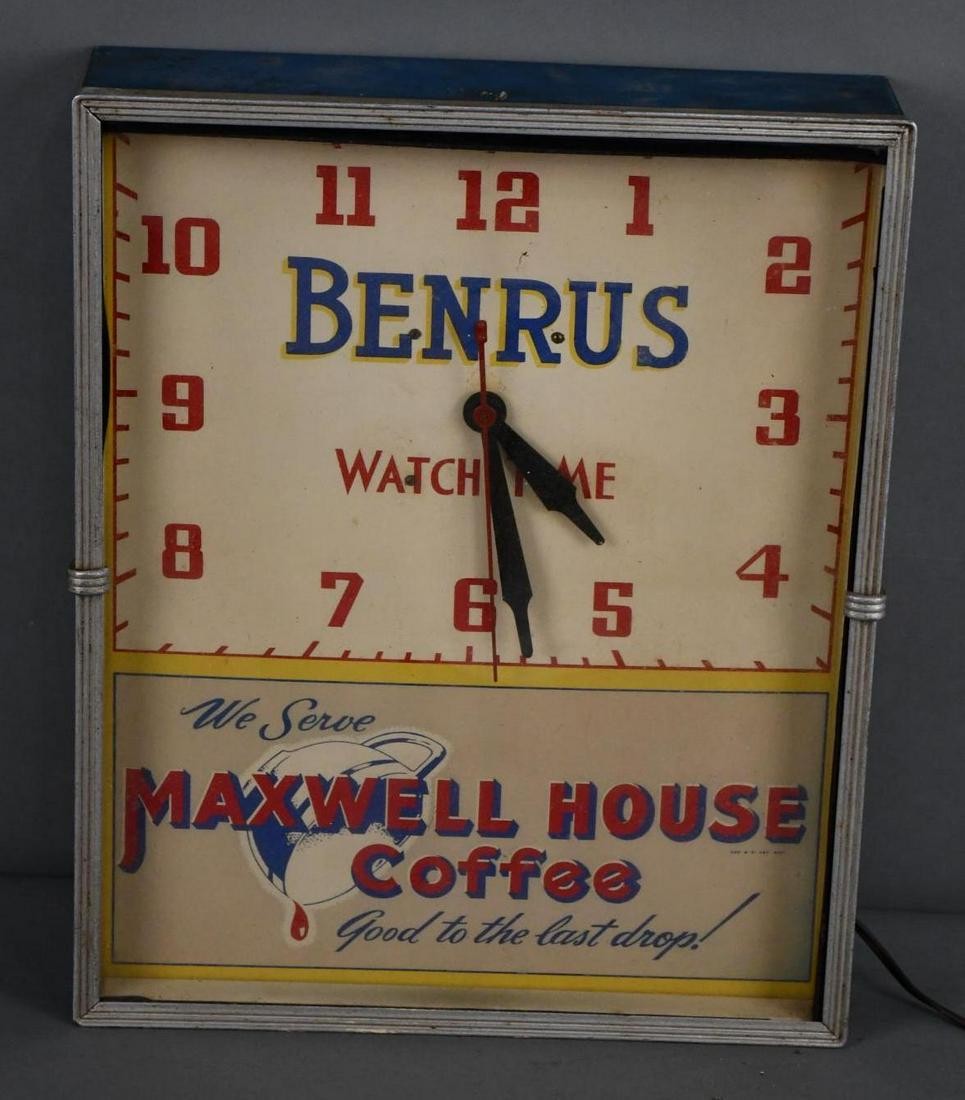 11 12 1
10 2
BENRUS
9 3
WATCH TIME
8 4
7 6 5
We Serve
MAXWELL HOUSE
Coffee
Good to the last drop!